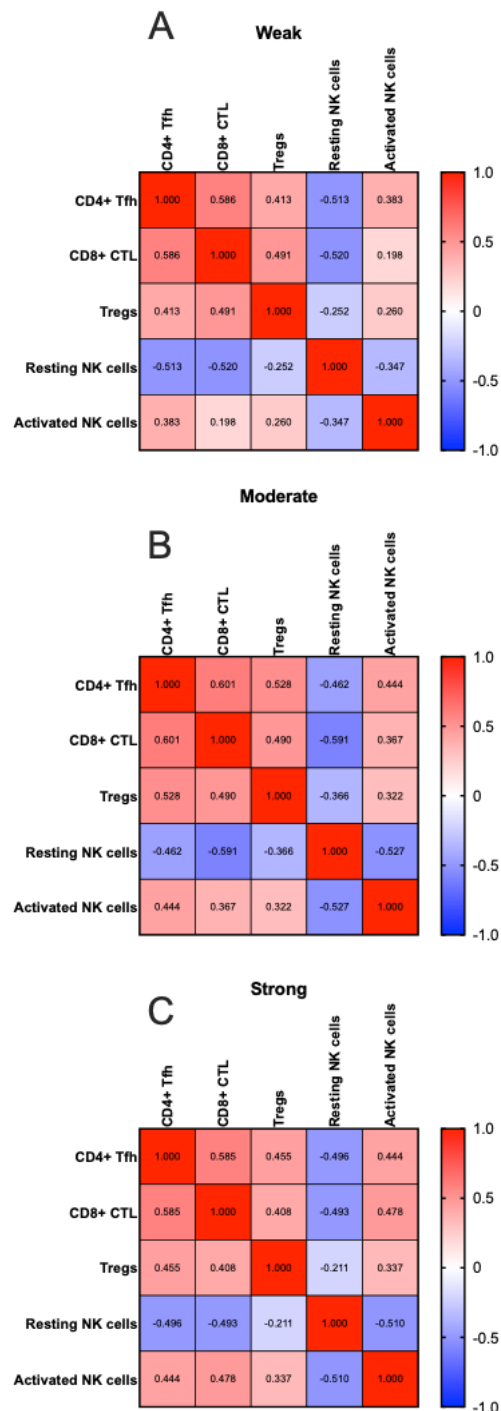 A
Weak
CD4+ Tfh
CD8+ CTL
Tregs
Resting NK cells
Activated NK cells
CD4+ Tfh 1.000 0.586 0.413 -0.513 0.383
CD8+ CTL 0.586 1.000 0.491 -0.520 0.198
Tregs 0.413 0.491 1.000 -0.252 0.260
Resting NK cells -0.513 -0.520 -0.252 1.000 -0.347
Activated NK cells 0.383 0.198 0.260 -0.347 1.000
1.0
0.5
0
-0.5
-1.0
Moderate
B
CD4+ Tfh
CD8+ CTL
Tregs
Resting NK cells
Activated NK cells
CD4+ Tfh 1.000 0.601 0.528 -0.462 0.444
CD8+ CTL 0.601 1.000 0.490 -0.591 0.367
Tregs 0.528 0.490 1.000 -0.366 0.322
Resting NK cells -0.462 -0.591 -0.366 1.000 -0.527
Activated NK cells 0.444 0.367 0.322 -0.527 1.000
1.0
0.5
0
-0.5
-1.0
Strong
C
CD4+ Tfh
CD8+ CTL
Tregs
Resting NK cells
Activated NK cells
CD4+ Tfh 1.000 0.585 0.455 -0.496 0.444
CD8+ CTL 0.585 1.000 0.408 -0.493 0.478
Tregs 0.455 0.408 1.000 -0.211 0.337
Resting NK cells -0.496 -0.493 -0.211 1.000 -0.510
Activated NK cells 0.444 0.478 0.337 -0.510 1.000
1.0
0.5
0
-0.5
-1.0